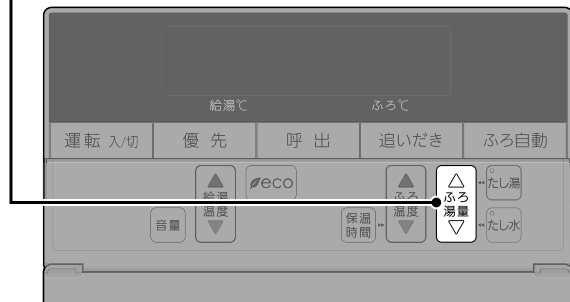 給湯℃ ふろ℃
運転 入/切 優先 呼出 追いだき ふろ自動
給湯温度
eco
音量
ふろ温度
保温時間
ふろ湯量
たし湯
たし水